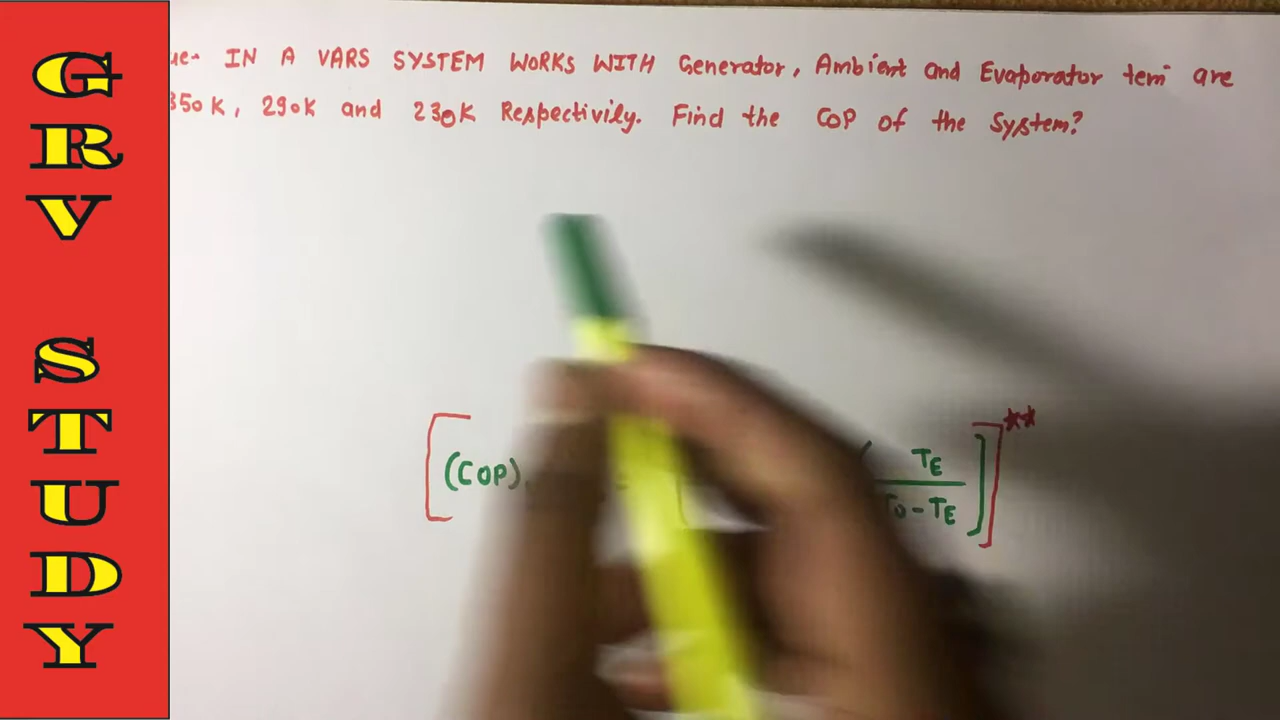 GRV STUDY
ue- IN A VARS SYSTEM WORKS WITH Generator, Ambient and Evaporator tem are
350K, 290K and 230K Respectivily. Find the COP of the System?
(COP)
TE
T0 - TE
**